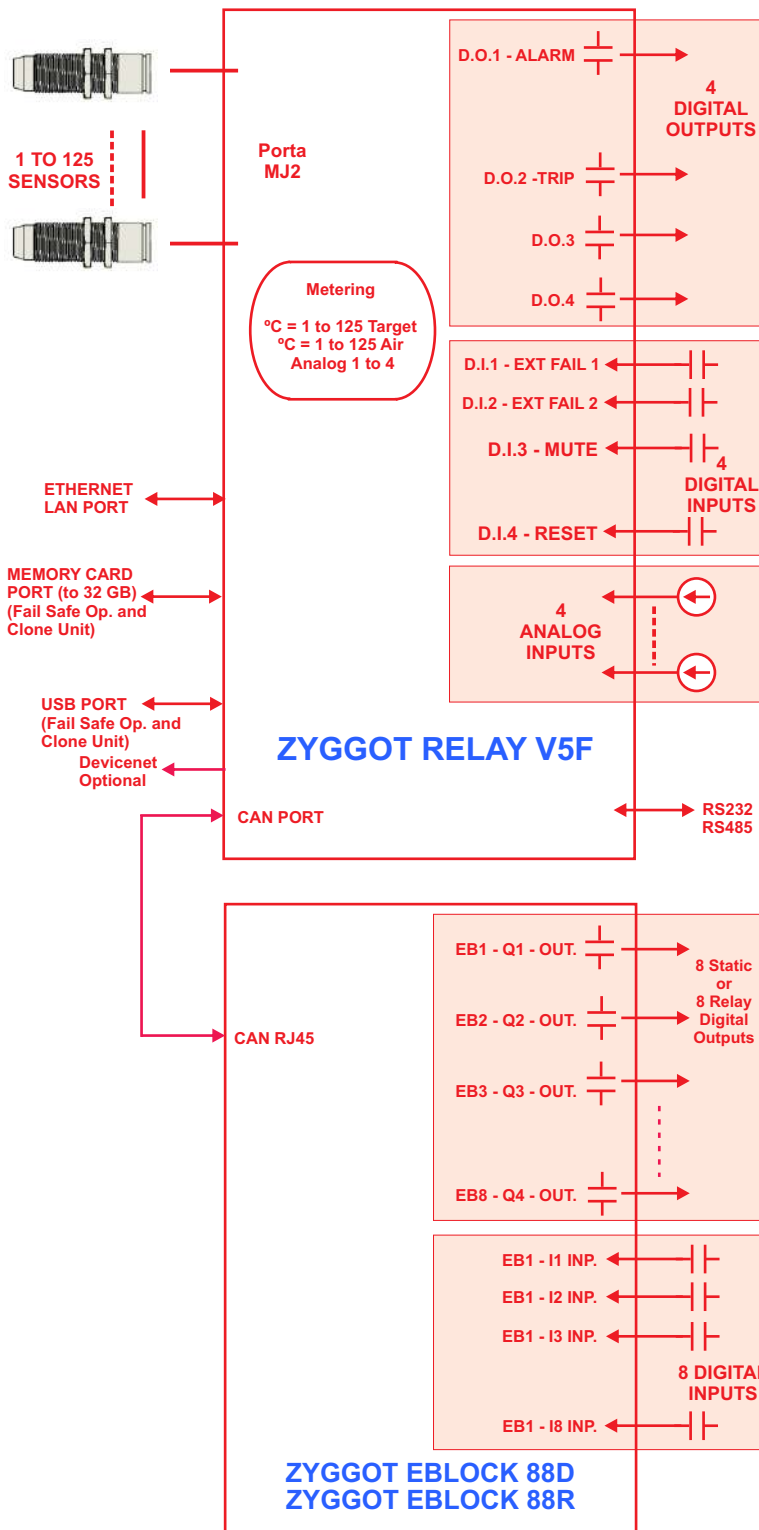 1 TO 125
SENSORS
Porta
MJ2
Metering
ºC = 1 to 125 Target
ºC = 1 to 125 Air
Analog 1 to 4
D.O.1 - ALARM
D.O.2 -TRIP
D.O.3
D.O.4
4
DIGITAL
OUTPUTS
D.I.1 - EXT FAIL 1
D.I.2 - EXT FAIL 2
D.I.3 - MUTE
D.I.4 - RESET
4
DIGITAL
INPUTS
4
ANALOG
INPUTS
ETHERNET
LAN PORT
MEMORY CARD
PORT (to 32 GB)
(Fail Safe Op. and
Clone Unit)
USB PORT
(Fail Safe Op. and
Clone Unit)
Devicenet
Optional
ZYGGOT RELAY V5F
CAN PORT
RS232
RS485
CAN RJ45
EB1 - Q1 - OUT.
EB2 - Q2 - OUT.
EB3 - Q3 - OUT.
EB8 - Q4 - OUT.
8 Static
or
8 Relay
Digital
Outputs
EB1 - I1 INP.
EB1 - I2 INP.
EB1 - I3 INP.
EB1 - I8 INP.
8 DIGITAL
INPUTS
ZYGGOT EBLOCK 88D
ZYGGOT EBLOCK 88R